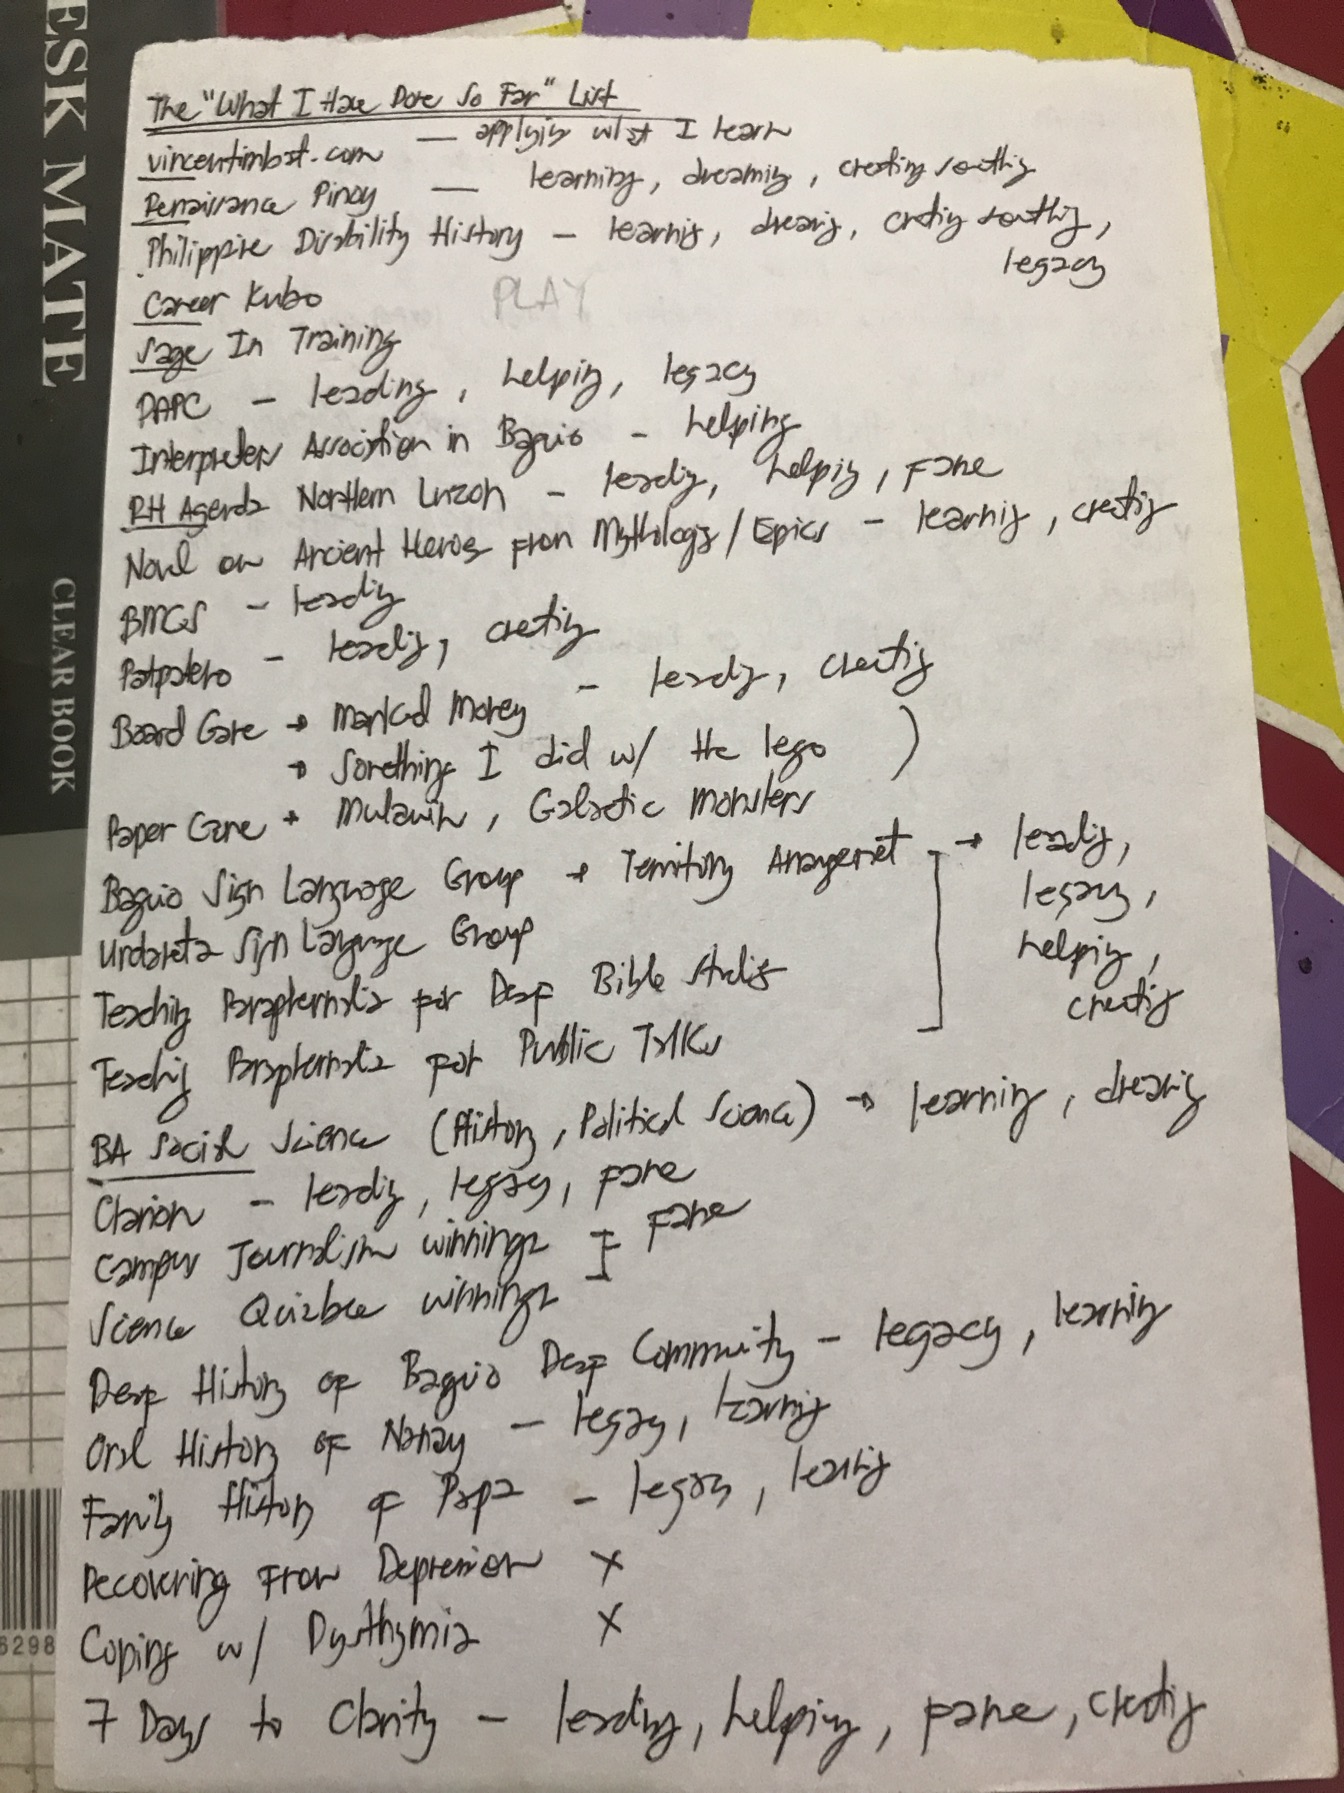 ESK MATE
CLEAR BOOK
6298
The "What I Have Done So Far" List
vincentimbat.com — applying what I learn
Renaissance Pinoy — learning, dreaming, creating something
Philippine Disability History – learning, dreaming, creating something,
legacy
Career Kubo PLAY
Sage In Training
PAPC – leading, helping, legacy
Interpreters Association in Baguio – helping
RH Agenda Northern Luzon – leading, helping, fame
Novel on Ancient Heroes from Mythology/Epics – learning, creating
BMCS – leading
Patpatero – leading, creating
Board Game → Marked Money – leading, creating
→ Something I did w/ the lego )
Paper Game → Mulawin, Galactic Monsters
Baguio Sign Language Group → Territory Arrangement → leading,
legacy,
Urdaneta Sign Language Group
helping,
Teaching Paraphernalia for Deaf Bible Studies
creating
Teaching Paraphernalia for Public Talks
BA Social Science (History, Political Science) → learning, dreaming
Clarion – leading, legacy, fame
Campus Journalism winnings fame
Science Quizbee winnings
Deaf History of Baguio Deaf Community – legacy, learning
Oral History of Nanay – legacy, learning
Family History of Papa – legacy, learning
Recovering From Depression x
Coping w/ Dysthymia x
7 Days to Clarity – leading, helping, fame, creating